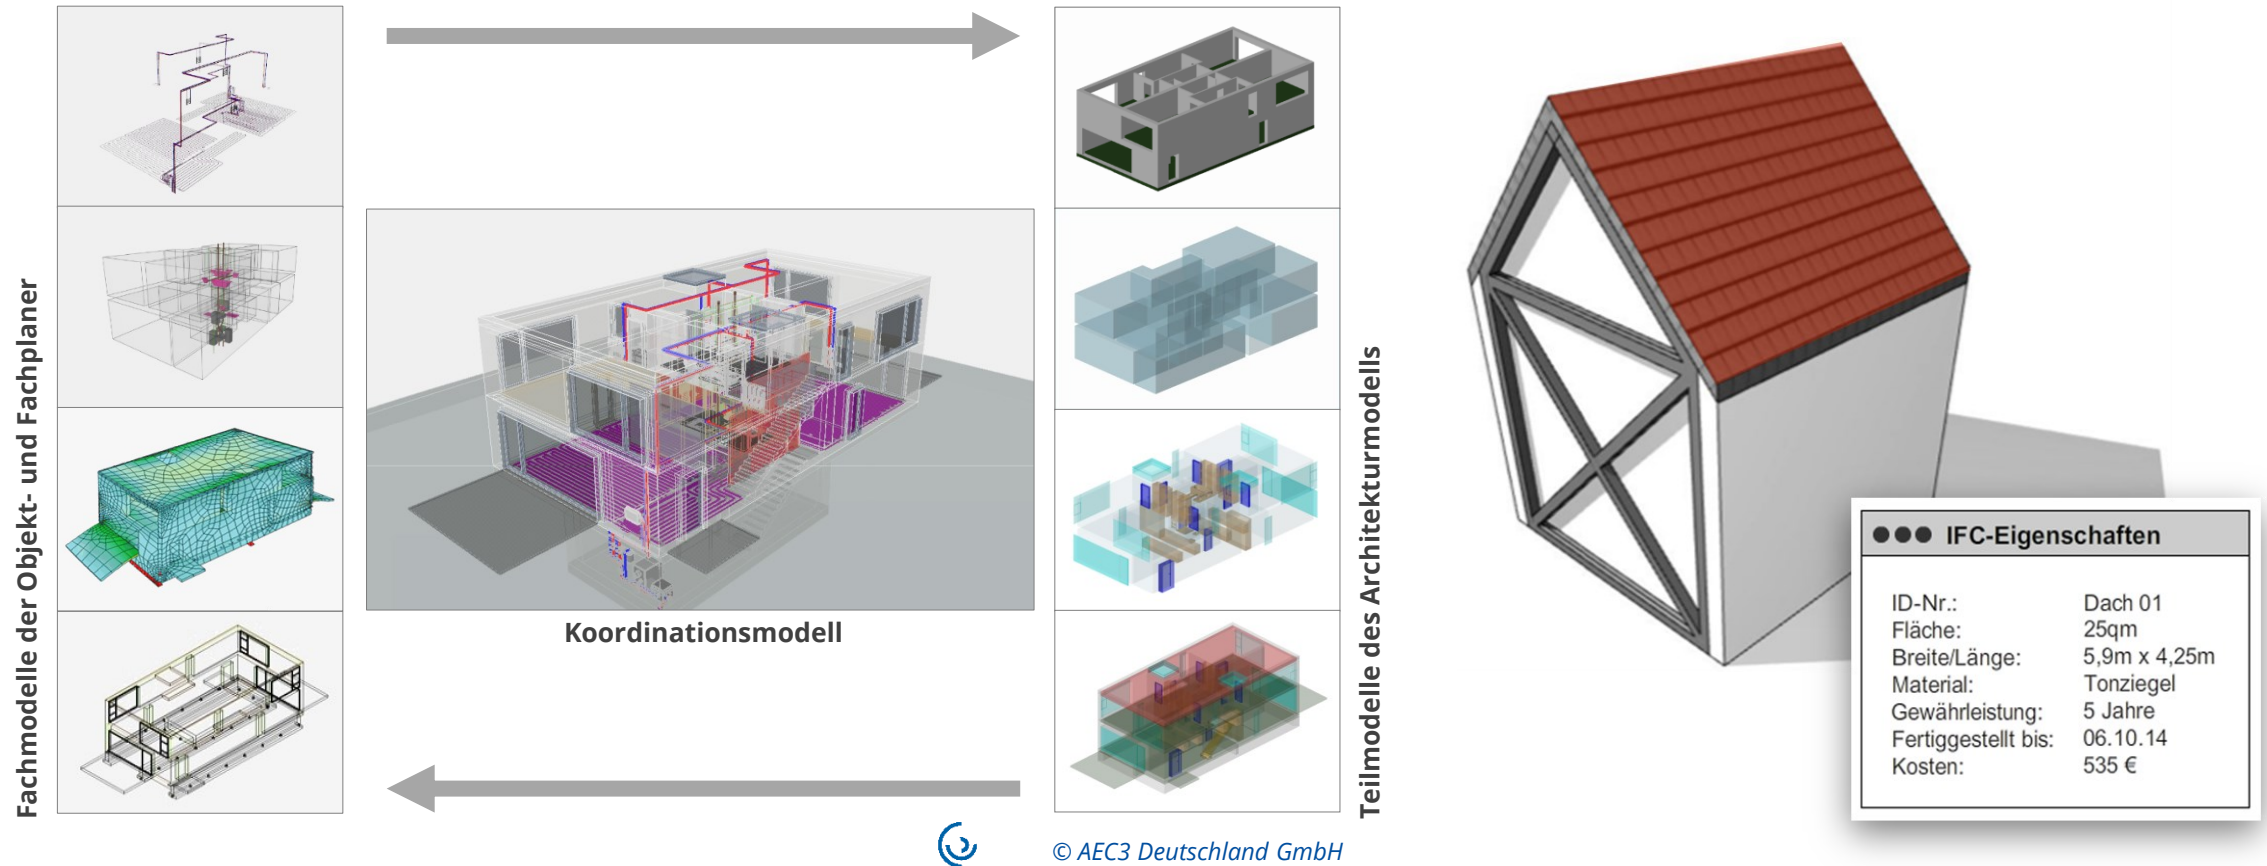 Fachmodelle der Objekt- und Fachplaner
Koordinationsmodell
Teilmodelle des Architekturmodells
© AEC3 Deutschland GmbH
IFC-Eigenschaften
ID-Nr.: Dach 01
Fläche: 25qm
Breite/Länge: 5,9m x 4,25m
Material: Tonziegel
Gewährleistung: 5 Jahre
Fertiggestellt bis: 06.10.14
Kosten: 535 €